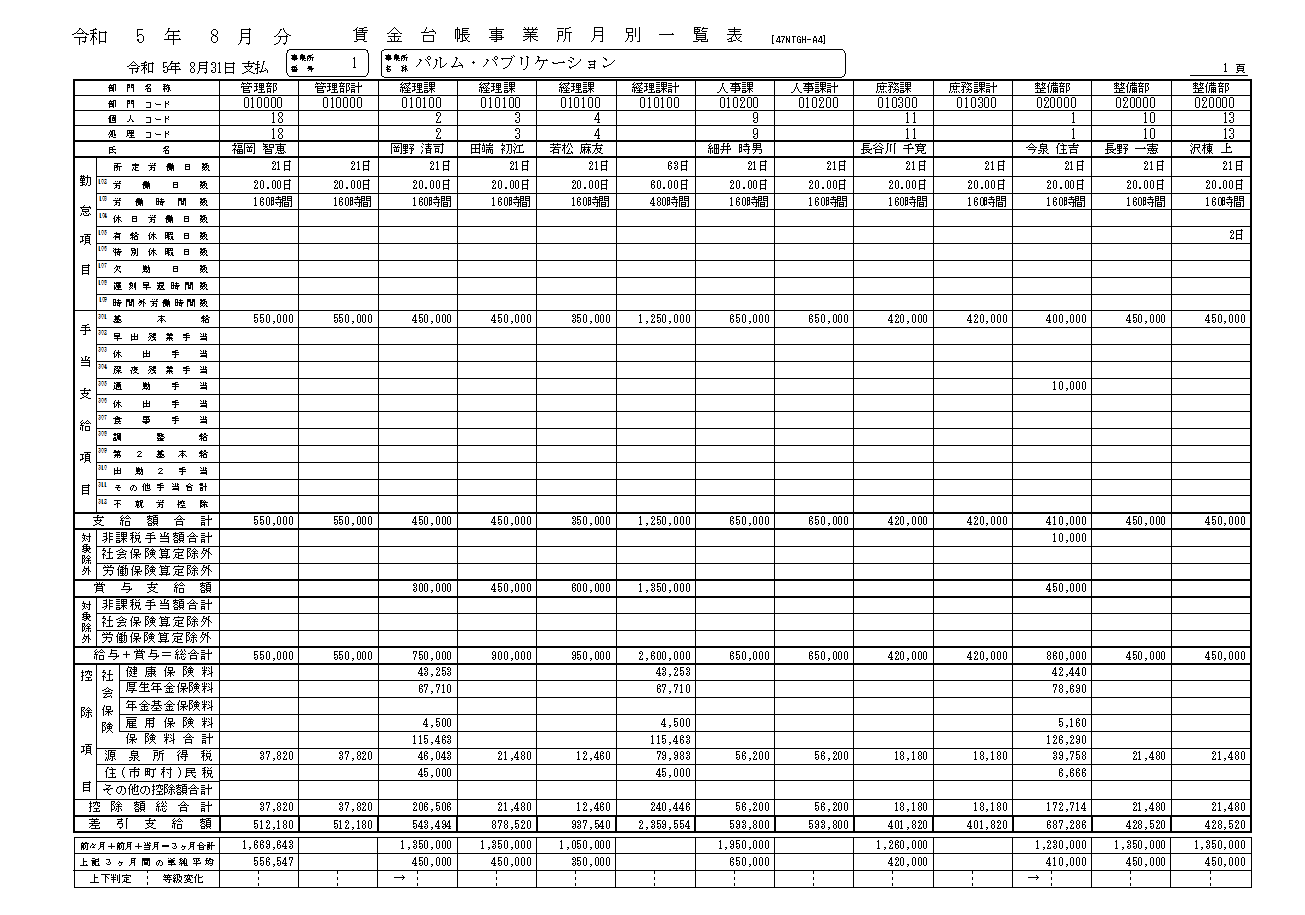 令和 5 年 8 月 分 賃 金 台 帳 事 業 所 月 別 一 覧 表 [47NTGH-A4]
令和 5年 8月31日 支払 事業所番号 1 事業所名称 パルム・パブリケーション 1 頁
部門名称 管理部 管理部計 経理課 経理課 経理課 経理課計 人事課 人事課計 庶務課 庶務課計 整備部 整備部 整備部
部門コード 010000 010000 010100 010100 010100 010100 010200 010200 010300 010300 020000 020000 020000
個人コード 18 2 3 4 9 11 1 10 13
処理コード 18 2 3 4 9 11 1 10 13
氏名 福岡 智恵 岡野 清司 田端 初江 若松 麻友 細井 時男 長谷川 千寛 今泉 住吉 長野 一憲 沢棟 上
勤怠項目
所定労働日数 21日 21日 21日 21日 21日 63日 21日 21日 21日 21日 21日 21日 21日
102 労働日数 20.00日 20.00日 20.00日 20.00日 20.00日 60.00日 20.00日 20.00日 20.00日 20.00日 20.00日 20.00日 20.00日
103 労働時間数 160時間 160時間 160時間 160時間 160時間 480時間 160時間 160時間 160時間 160時間 160時間 160時間 160時間
104 休日労働日数
105 有給休暇日数 2日
106 特別休暇日数
107 欠勤日数
108 遅刻早退時間数
109 時間外労働時間数
手当支給項目
301 基本給 550,000 550,000 450,000 450,000 350,000 1,250,000 650,000 650,000 420,000 420,000 400,000 450,000 450,000
302 早出残業手当
303 休出手当
304 深夜残業手当
305 通勤手当 10,000
306 休出手当
307 食事手当
308 調整給
309 第2基本給
310 出勤2手当
311 その他手当合計
312 不就労控除
支給額合計 550,000 550,000 450,000 450,000 350,000 1,250,000 650,000 650,000 420,000 420,000 410,000 450,000 450,000
対象除外
非課税手当額合計 10,000
社会保険算定除外
労働保険算定除外
賞与支給額 300,000 450,000 600,000 1,350,000 450,000
対象除外
非課税手当額合計
社会保険算定除外
労働保険算定除外
給与+賞与=総合計 550,000 550,000 750,000 900,000 950,000 2,600,000 650,000 650,000 420,000 420,000 860,000 450,000 450,000
控除項目
社会保険
健康保険料 43,253 43,253 42,440
厚生年金保険料 67,710 67,710 78,690
年金基金保険料
雇用保険料 4,500 4,500 5,160
保険料合計 115,463 115,463 126,290
源泉所得税 37,820 37,820 46,043 21,480 12,460 79,983 56,200 56,200 18,180 18,180 39,758 21,480 21,480
住(市町村)民税 45,000 45,000 6,666
その他の控除額合計
控除額総合計 37,820 37,820 206,506 21,480 12,460 240,446 56,200 56,200 18,180 18,180 172,714 21,480 21,480
差引支給額 512,180 512,180 543,494 878,520 937,540 2,359,554 593,800 593,800 401,820 401,820 687,286 428,520 428,520
前々月+前月+当月=3ヶ月合計 1,669,643 1,350,000 1,350,000 1,050,000 1,950,000 1,260,000 1,230,000 1,350,000 1,350,000
上記3ヶ月間の単純平均 556,547 450,000 450,000 350,000 650,000 420,000 410,000 450,000 450,000
上下判定 等級変化 → →